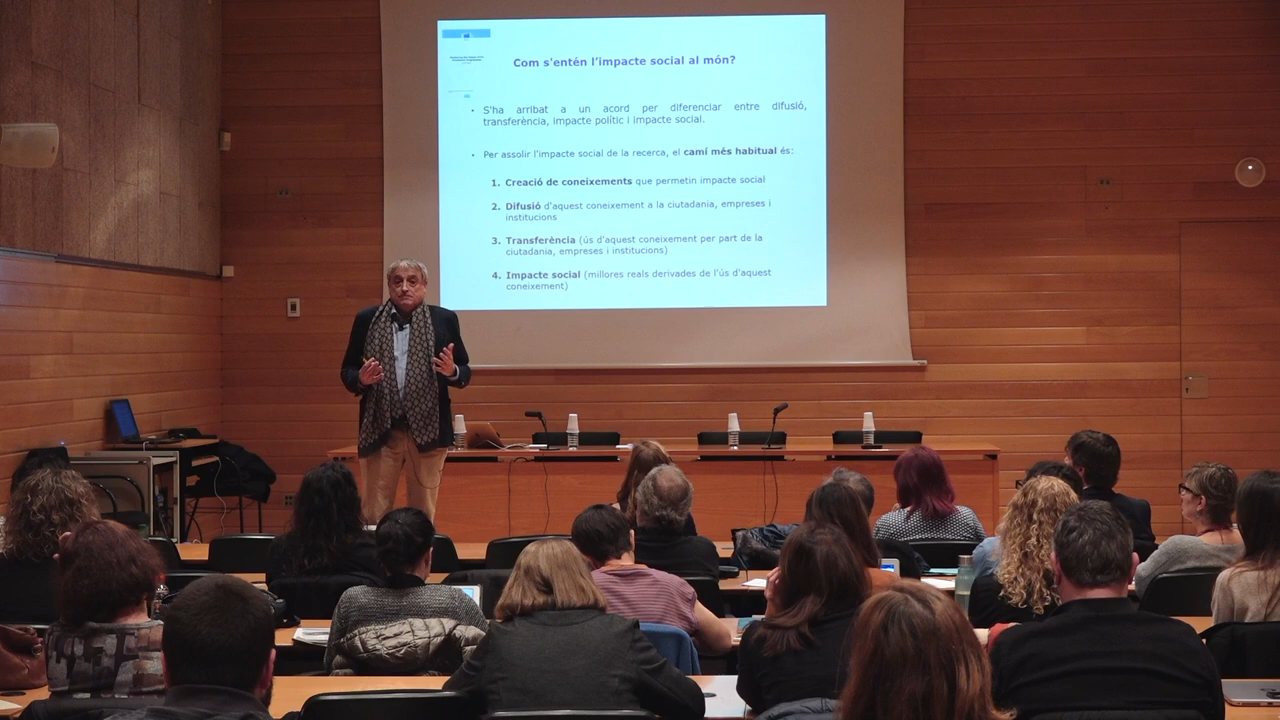 Com s'entén l'impacte social al món?
• S'ha arribat a un acord per diferenciar entre difusió,
transferència, impacte polític i impacte social.
• Per assolir l'impacte social de la recerca, el camí més habitual és:
1. Creació de coneixements que permetin impacte social
2. Difusió d'aquest coneixement a la ciutadania, empreses i
institucions
3. Transferència (ús d'aquest coneixement per part de la
ciutadania, empreses i institucions)
4. Impacte social (millores reals derivades de l'ús d'aquest
coneixement)